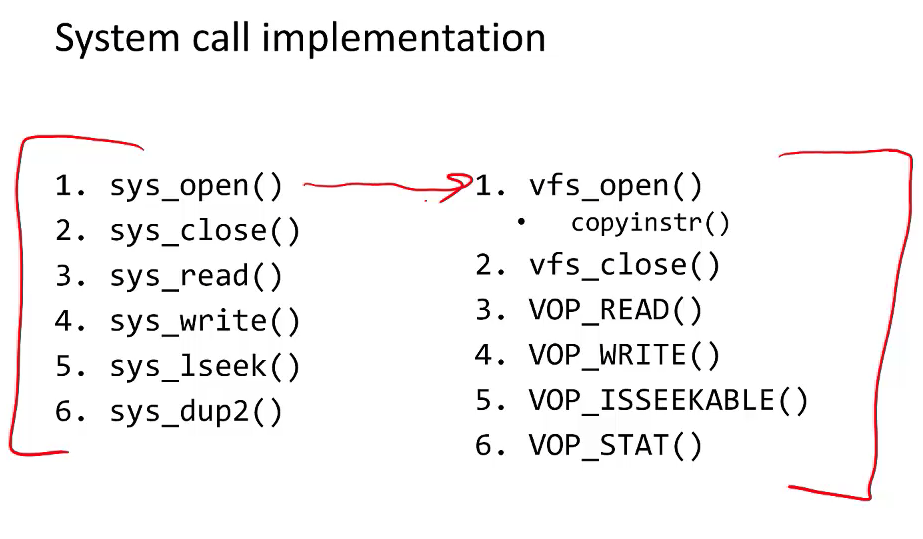 System call implementation
1. sys_open()
2. sys_close()
3. sys_read()
4. sys_write()
5. sys_lseek()
6. sys_dup2()
1. vfs_open()
• copyinstr()
2. vfs_close()
3. VOP_READ()
4. VOP_WRITE()
5. VOP_ISSEEKABLE()
6. VOP_STAT()